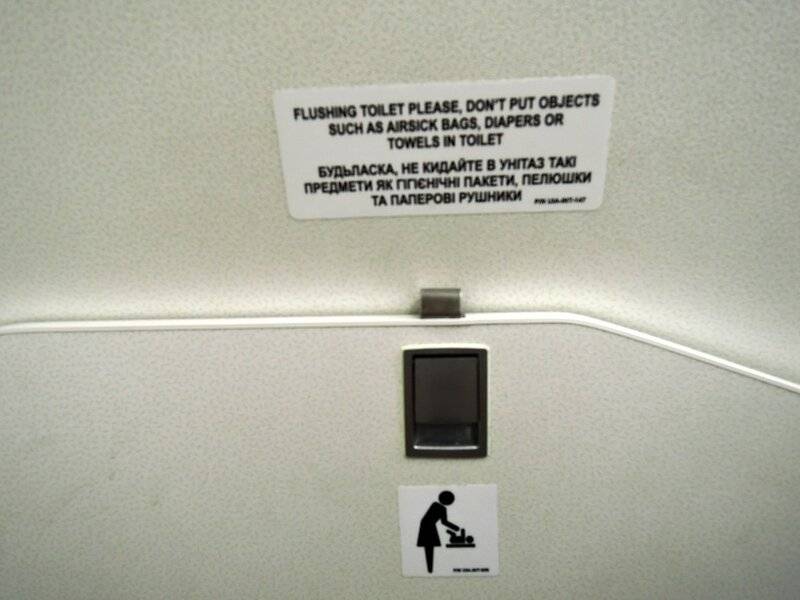 FLUSHING TOILET PLEASE, DON'T PUT OBJECTS
SUCH AS AIRSICK BAGS, DIAPERS OR
TOWELS IN TOILET
БУДЬЛАСКА, НЕ КИДАЙТЕ В УНІТАЗ ТАКІ
ПРЕДМЕТИ ЯК ГІГІЄНІЧНІ ПАКЕТИ, ПЕЛЮШКИ
ТА ПАПЕРОВІ РУШНИКИ
P/N
P/N